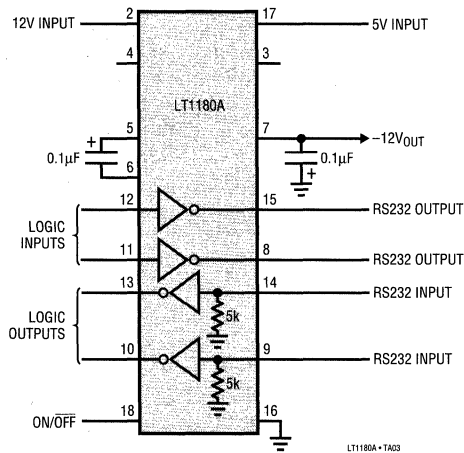 12V INPUT 2 17 5V INPUT
4 3
LT1180A
5 7 –12VOUT
+
0.1µF 0.1µF
+
6
12 15 RS232 OUTPUT
LOGIC
INPUTS
11 8 RS232 OUTPUT
13 14 RS232 INPUT
LOGIC
OUTPUTS
5k
10 9 RS232 INPUT
5k
ON/OFF 18 16
LT1180A • TA03